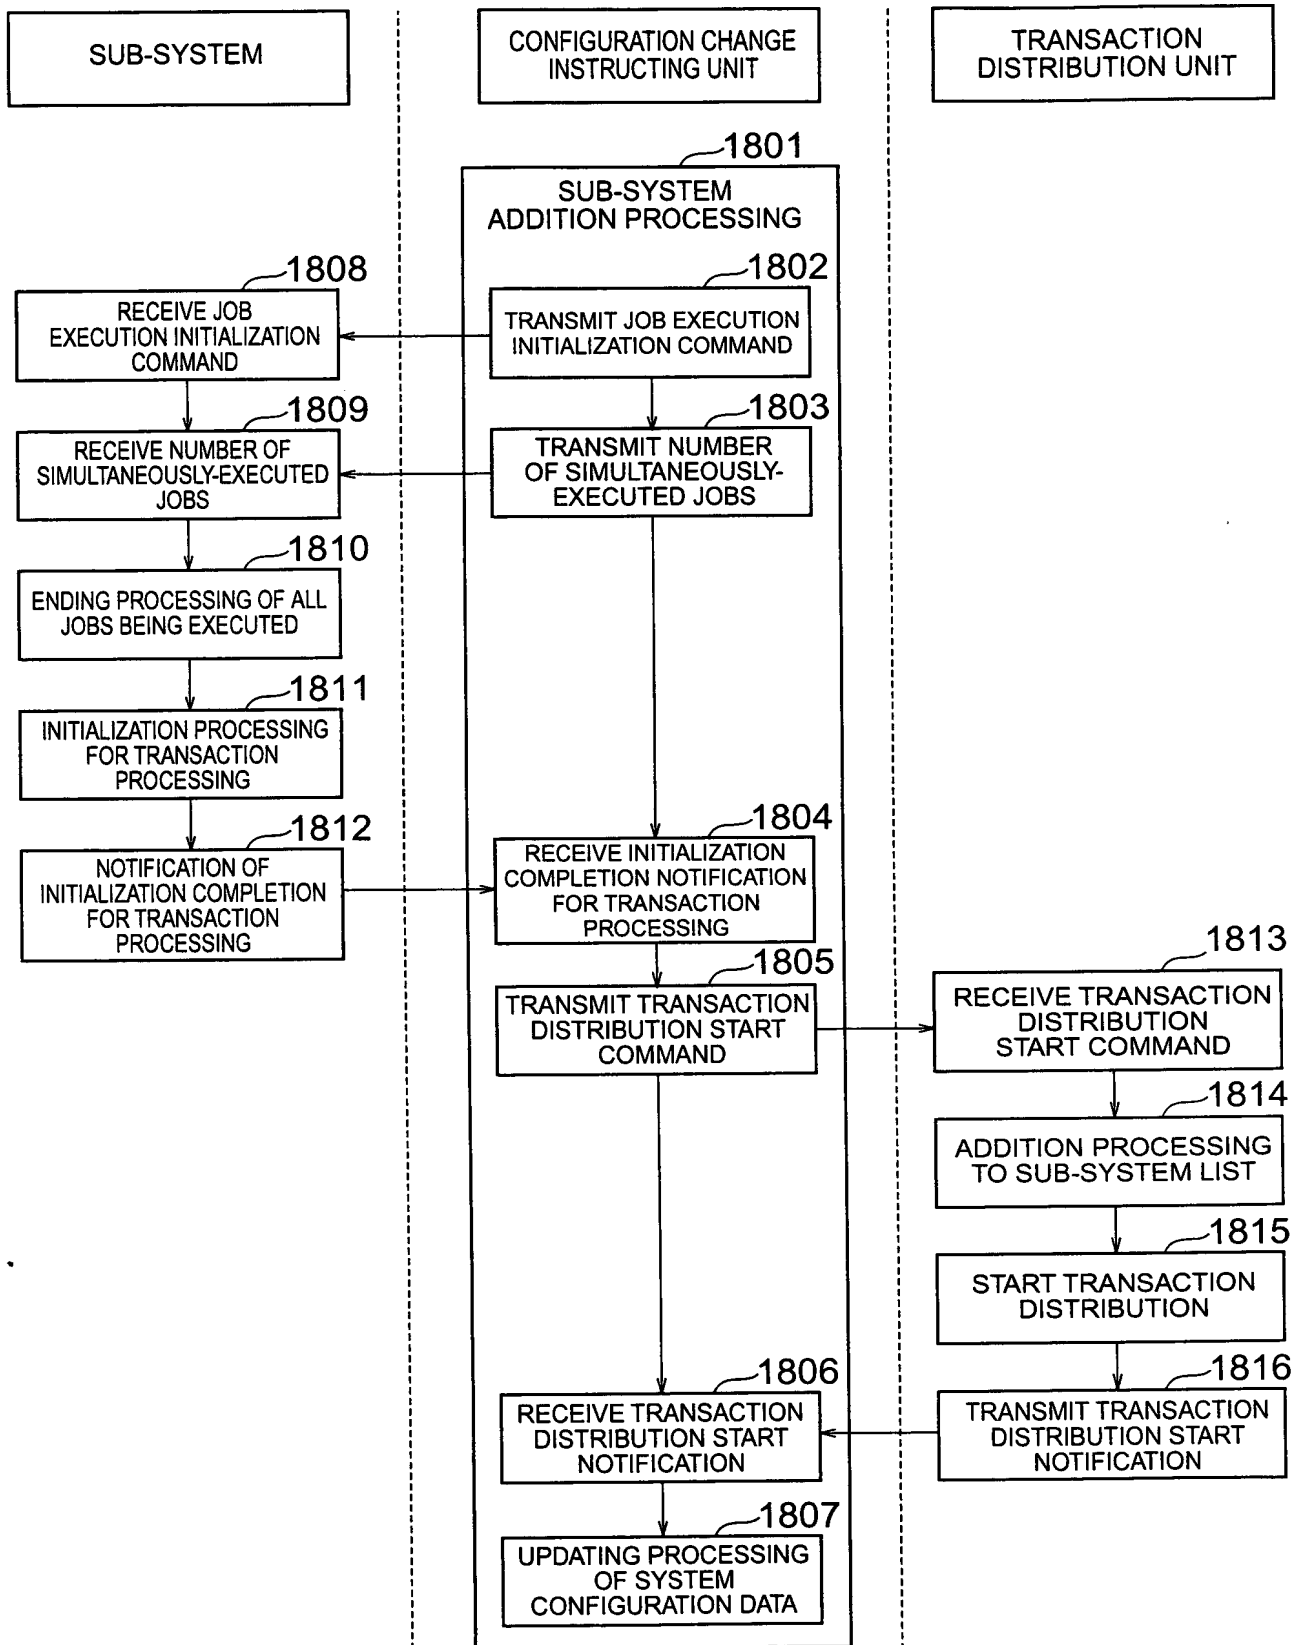 SUB-SYSTEM
CONFIGURATION CHANGE
INSTRUCTING UNIT
TRANSACTION
DISTRIBUTION UNIT
1801
SUB-SYSTEM
ADDITION PROCESSING
1808
RECEIVE JOB
EXECUTION INITIALIZATION
COMMAND
1802
TRANSMIT JOB EXECUTION
INITIALIZATION COMMAND
1809
RECEIVE NUMBER OF
SIMULTANEOUSLY-EXECUTED
JOBS
1803
TRANSMIT NUMBER
OF SIMULTANEOUSLY-
EXECUTED JOBS
1810
ENDING PROCESSING OF ALL
JOBS BEING EXECUTED
1811
INITIALIZATION PROCESSING
FOR TRANSACTION
PROCESSING
1812
NOTIFICATION OF
INITIALIZATION COMPLETION
FOR TRANSACTION
PROCESSING
1804
RECEIVE INITIALIZATION
COMPLETION NOTIFICATION
FOR TRANSACTION
PROCESSING
1805
TRANSMIT TRANSACTION
DISTRIBUTION START
COMMAND
1813
RECEIVE TRANSACTION
DISTRIBUTION
START COMMAND
1814
ADDITION PROCESSING
TO SUB-SYSTEM LIST
1815
START TRANSACTION
DISTRIBUTION
1806
RECEIVE TRANSACTION
DISTRIBUTION START
NOTIFICATION
1816
TRANSMIT TRANSACTION
DISTRIBUTION START
NOTIFICATION
1807
UPDATING PROCESSING
OF SYSTEM
CONFIGURATION DATA